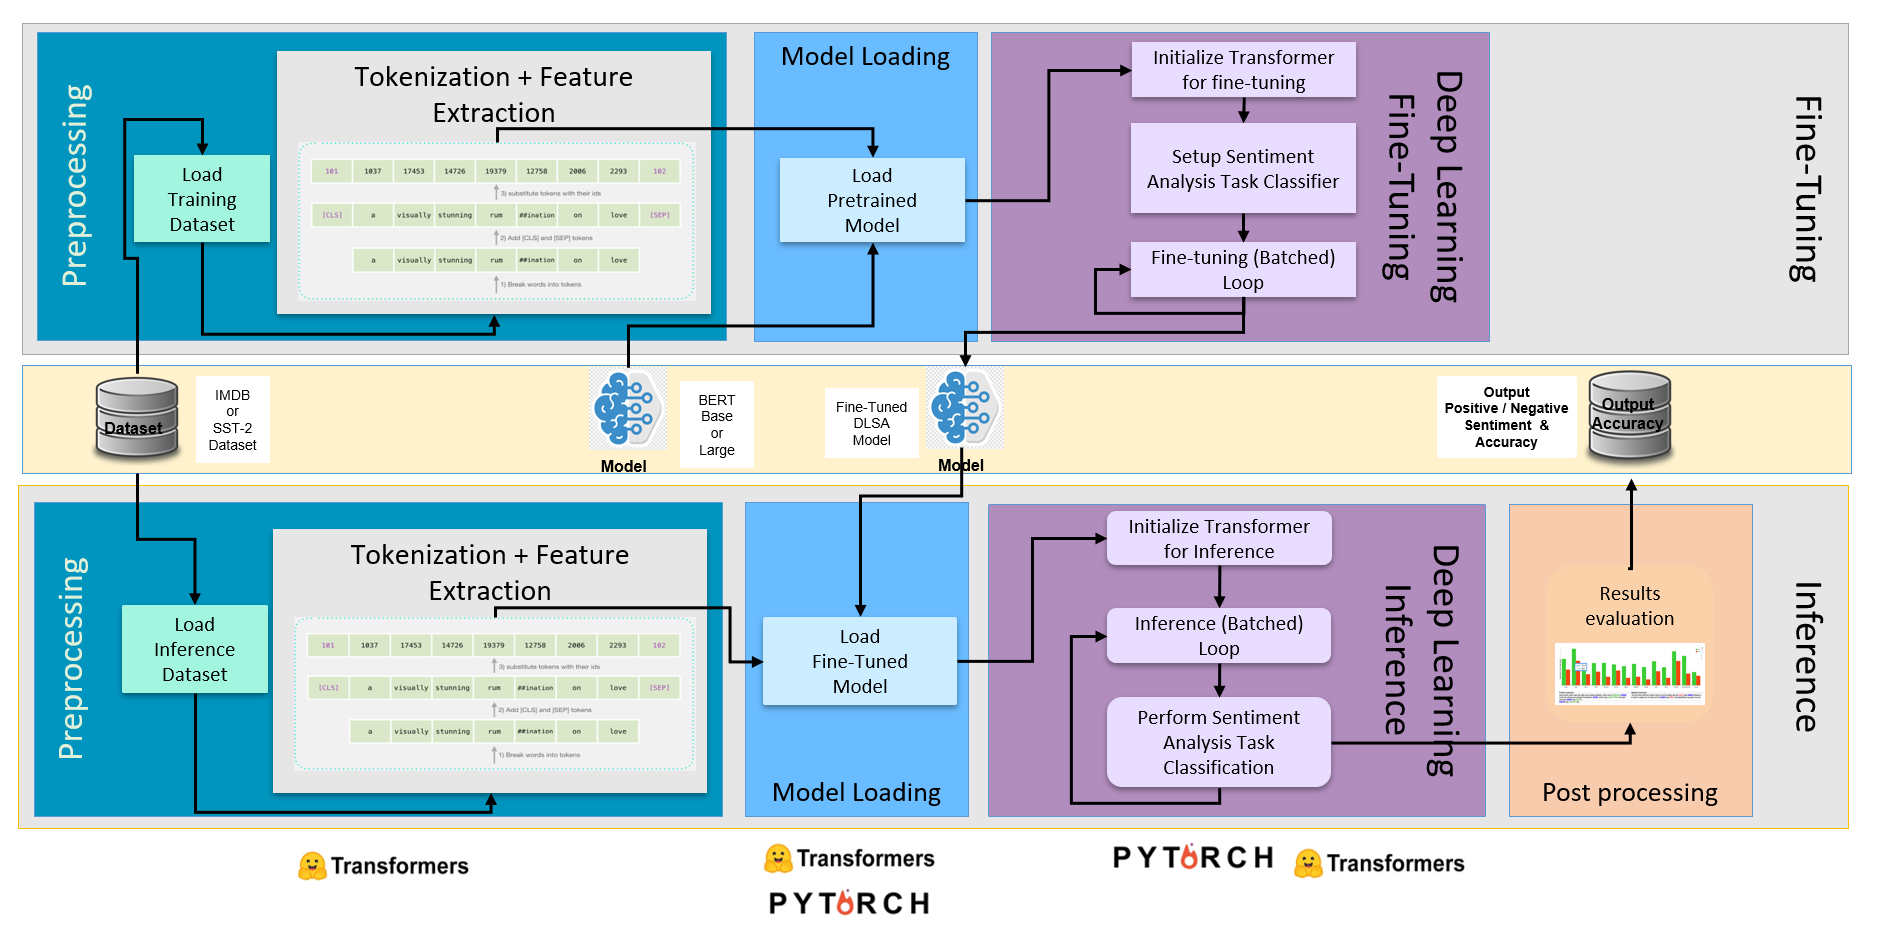 Preprocessing
Tokenization + Feature
Extraction
101 1037 17453 14726 19379 12758 2006 2293 102
3) substitute tokens with their ids
[CLS] a visually stunning rum ##ination on love [SEP]
2) Add [CLS] and [SEP] tokens
a visually stunning rum ##ination on love
1) Break words into tokens
Load
Training
Dataset
Model Loading
Load
Pretrained
Model
Initialize Transformer
for fine-tuning
Setup Sentiment
Analysis Task Classifier
Fine-tuning (Batched)
Loop
Deep Learning
Fine-Tuning
Fine-Tuning
Dataset
IMDB
or
SST-2
Dataset
Model
BERT
Base
or
Large
Fine-Tuned
DLSA
Model
Model
Output
Positive / Negative
Sentiment &
Accuracy
Output
Accuracy
Preprocessing
Load
Inference
Dataset
Tokenization + Feature
Extraction
101 1037 17453 14726 19379 12758 2006 2293 102
3) substitute tokens with their ids
[CLS] a visually stunning rum ##ination on love [SEP]
2) Add [CLS] and [SEP] tokens
a visually stunning rum ##ination on love
1) Break words into tokens
Load
Fine-Tuned
Model
Model Loading
Initialize Transformer
for Inference
Inference (Batched)
Loop
Perform Sentiment
Analysis Task
Classification
Deep Learning
Inference
Results
evaluation
Post processing
Inference
Transformers
Transformers
PYTORCH
PYTORCH
Transformers